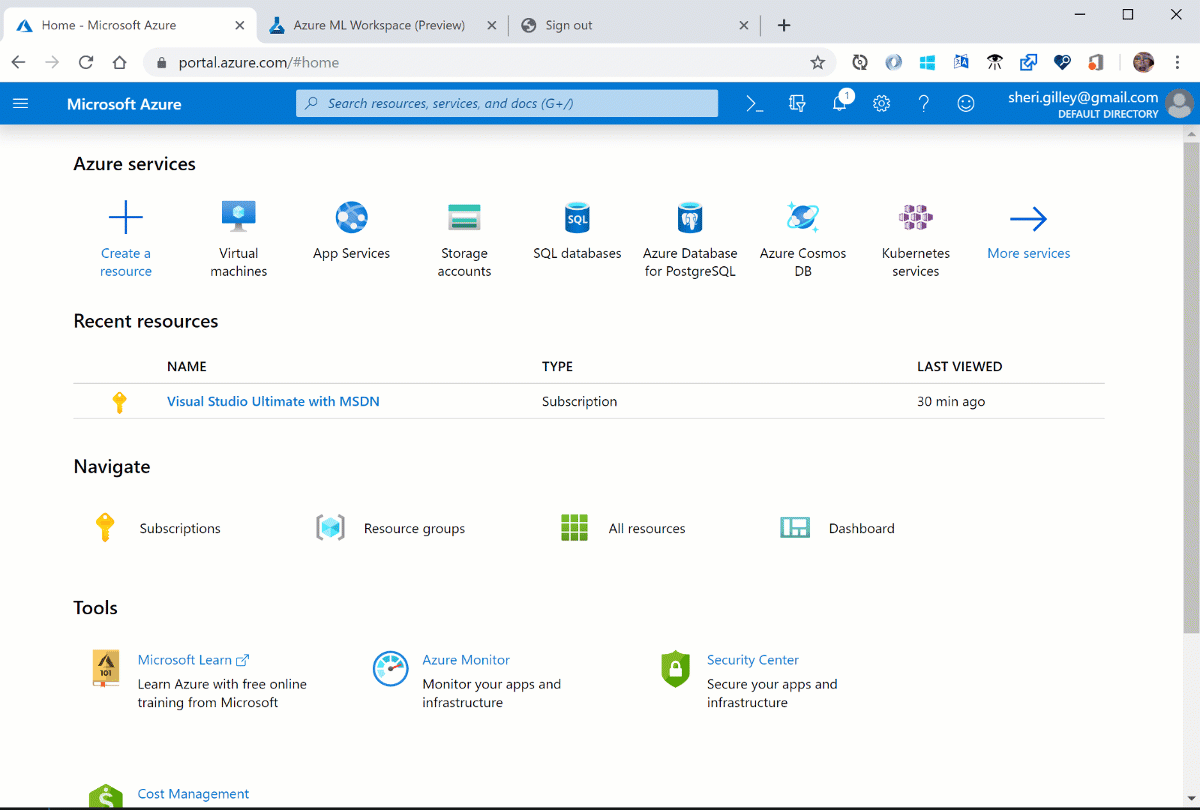 Home - Microsoft Azure
Azure ML Workspace (Preview)
Sign out
portal.azure.com/#home
Microsoft Azure
Search resources, services, and docs (G+/)
1
sheri.gilley@gmail.com
DEFAULT DIRECTORY
Azure services
Create a
resource
Virtual
machines
App Services
Storage
accounts
SQL
SQL databases
Azure Database
for PostgreSQL
Azure Cosmos
DB
Kubernetes
services
More services
Recent resources
NAME TYPE LAST VIEWED
Visual Studio Ultimate with MSDN Subscription 30 min ago
Navigate
Subscriptions
Resource groups
All resources
Dashboard
Tools
101
Microsoft Learn
Learn Azure with free online
training from Microsoft
Azure Monitor
Monitor your apps and
infrastructure
Security Center
Secure your apps and
infrastructure
$
Cost Management